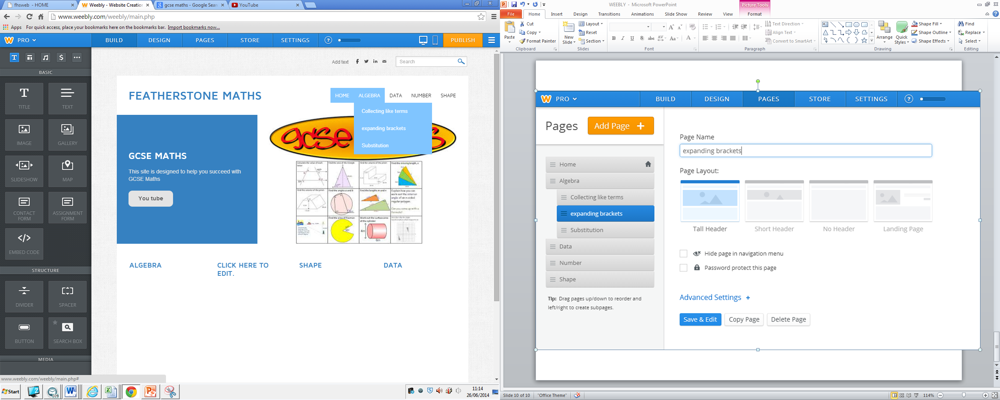 fhsweb - HOME
Weebly - Website Creation
gcse maths - Google Sear
YouTube
www.weebly.com/weebly/main.php
Apps For quick access, place your bookmarks here on the bookmarks bar. Import bookmarks now...
W PRO BUILD DESIGN PAGES STORE SETTINGS ? PUBLISH
T $
BASIC
TITLE TEXT
IMAGE GALLERY
SLIDESHOW MAP
CONTACT FORM ASSIGNMENT FORM
</>
EMBED CODE
STRUCTURE
DIVIDER SPACER
BUTTON SEARCH BOX
MEDIA
www.weebly.com/weebly/main.php#
Add text Search
FEATHERSTONE MATHS
HOME ALGEBRA DATA NUMBER SHAPE
Collecting like terms
expanding brackets
Substitution
gcse s
GCSE MATHS
This site is designed to help you succeed with
GCSE Maths
You tube
Calculate the value of each letter
Find the area of the triangle
Find the volume of the prism
Find the missing length, x
Find the volume of the prism
Find the angles a and b
Find the lengths m and n
Explain how you can work out the interior angle of an n-sided regular polygon.
Can you come up with a formula?
Find the area of Pacman
Work out the surface area of the cylinder
4m
6m
ALGEBRA
CLICK HERE TO
EDIT.
SHAPE
DATA
Start
339
11:14
26/06/2014
WEEBLY - Microsoft PowerPoint
Picture Tools
File Home Insert Design Transitions Animations Slide Show Review View Format
Paste
Cut
Copy
Format Painter
Clipboard
New Slide
Layout
Reset
Section
Slides
B I U S abc AV Aa A
Font
Text Direction
Align Text
Convert to SmartArt
Paragraph
Arrange
Quick Styles
Shape Fill
Shape Outline
Shape Effects
Drawing
Find
Replace
Select
Editing
W PRO BUILD DESIGN PAGES STORE SETTINGS ?
Pages Add Page +
Home
Algebra
Collecting like terms
expanding brackets
Substitution
Data
Number
Shape
Tip: Drag pages up/down to reorder and
left/right to create subpages.
Page Name
expanding brackets
Page Layout:
Tall Header Short Header No Header Landing Page
Hide page in navigation menu
Password protect this page
Advanced Settings +
Save & Edit Copy Page Delete Page
Slide 10 of 10 "Office Theme" 114%